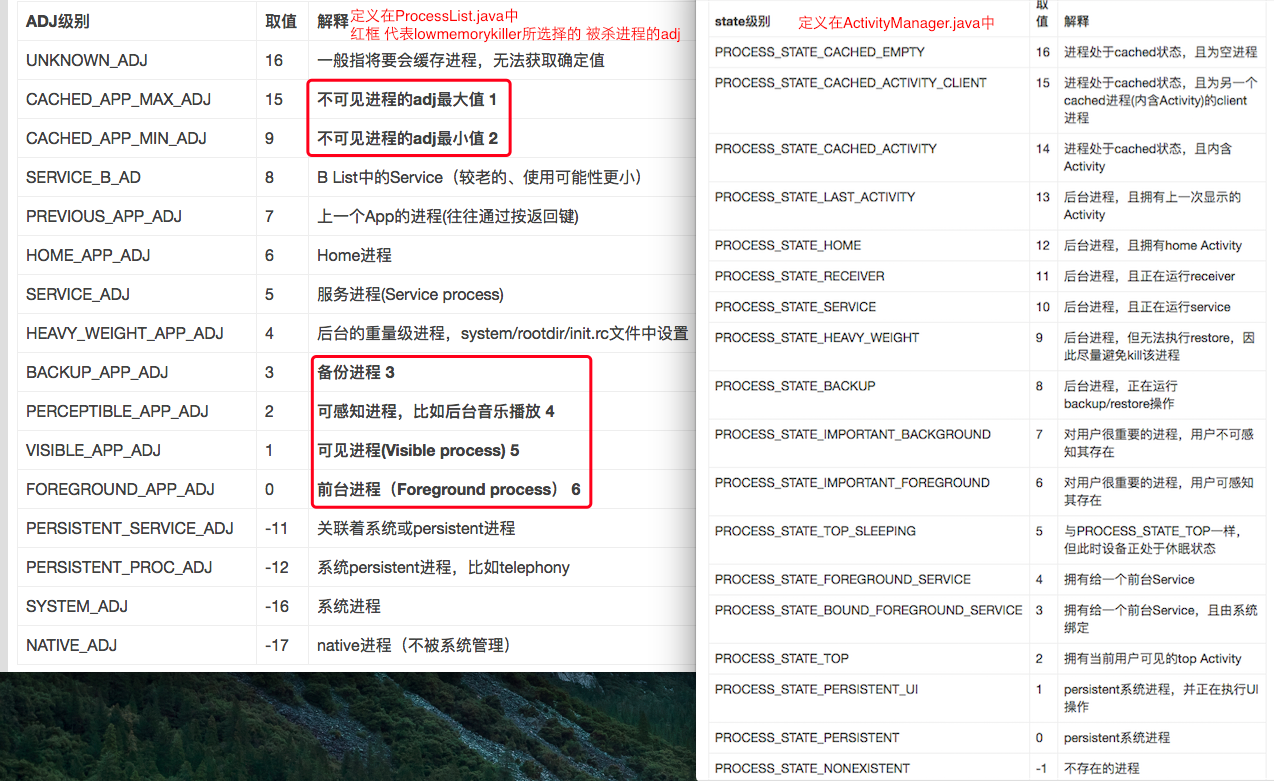 ADJ级别 取值 解释 定义在ProcessList.java中
红框 代表lowmemorykiller所选择的 被杀进程的adj
UNKNOWN_ADJ 16 一般指将要会缓存进程，无法获取确定值
CACHED_APP_MAX_ADJ 15 不可见进程的adj最大值 1
CACHED_APP_MIN_ADJ 9 不可见进程的adj最小值 2
SERVICE_B_AD 8 B List中的Service（较老的、使用可能性更小）
PREVIOUS_APP_ADJ 7 上一个App的进程(往往通过按返回键)
HOME_APP_ADJ 6 Home进程
SERVICE_ADJ 5 服务进程(Service process)
HEAVY_WEIGHT_APP_ADJ 4 后台的重量级进程，system/rootdir/init.rc文件中设置
BACKUP_APP_ADJ 3 备份进程 3
PERCEPTIBLE_APP_ADJ 2 可感知进程，比如后台音乐播放 4
VISIBLE_APP_ADJ 1 可见进程(Visible process) 5
FOREGROUND_APP_ADJ 0 前台进程（Foreground process） 6
PERSISTENT_SERVICE_ADJ -11 关联着系统或persistent进程
PERSISTENT_PROC_ADJ -12 系统persistent进程，比如telephony
SYSTEM_ADJ -16 系统进程
NATIVE_ADJ -17 native进程（不被系统管理）
state级别 定义在ActivityManager.java中 取
值 解释
PROCESS_STATE_CACHED_EMPTY 16 进程处于cached状态，且为空进程
PROCESS_STATE_CACHED_ACTIVITY_CLIENT 15 进程处于cached状态，且为另一个
cached进程(内含Activity)的client
进程
PROCESS_STATE_CACHED_ACTIVITY 14 进程处于cached状态，且内含
Activity
PROCESS_STATE_LAST_ACTIVITY 13 后台进程，且拥有上一次显示的
Activity
PROCESS_STATE_HOME 12 后台进程，且拥有home Activity
PROCESS_STATE_RECEIVER 11 后台进程，且正在运行receiver
PROCESS_STATE_SERVICE 10 后台进程，且正在运行service
PROCESS_STATE_HEAVY_WEIGHT 9 后台进程，但无法执行restore，因
此尽量避免kill该进程
PROCESS_STATE_BACKUP 8 后台进程，正在运行
backup/restore操作
PROCESS_STATE_IMPORTANT_BACKGROUND 7 对用户很重要的进程，用户不可感
知其存在
PROCESS_STATE_IMPORTANT_FOREGROUND 6 对用户很重要的进程，用户可感知
其存在
PROCESS_STATE_TOP_SLEEPING 5 与PROCESS_STATE_TOP一样，
但此时设备正处于休眠状态
PROCESS_STATE_FOREGROUND_SERVICE 4 拥有给一个前台Service
PROCESS_STATE_BOUND_FOREGROUND_SERVICE 3 拥有给一个前台Service，且由系统
绑定
PROCESS_STATE_TOP 2 拥有当前用户可见的top Activity
PROCESS_STATE_PERSISTENT_UI 1 persistent系统进程，并正在执行UI
操作
PROCESS_STATE_PERSISTENT 0 persistent系统进程
PROCESS_STATE_NONEXISTENT -1 不存在的进程